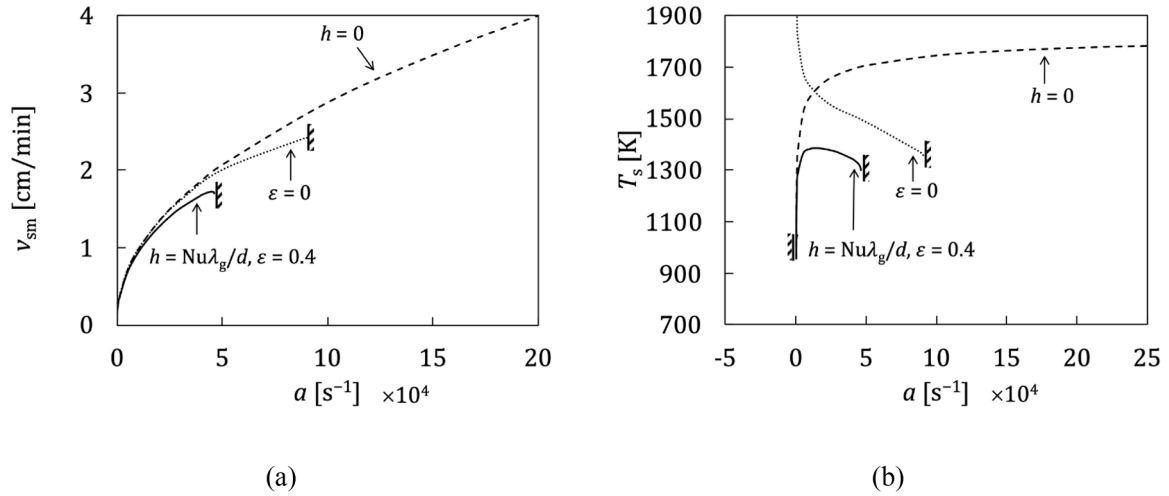 4
3
2
1
0
v_sm [cm/min]
h = 0
ε = 0
h = Nuλ_g/d, ε = 0.4
0 5 10 15 20
a [s⁻¹] ×10⁴
(a)
1900
1700
1500
1300
1100
900
700
T_s [K]
h = 0
ε = 0
h = Nuλ_g/d, ε = 0.4
-5 0 5 10 15 20 25
a [s⁻¹] ×10⁴
(b)